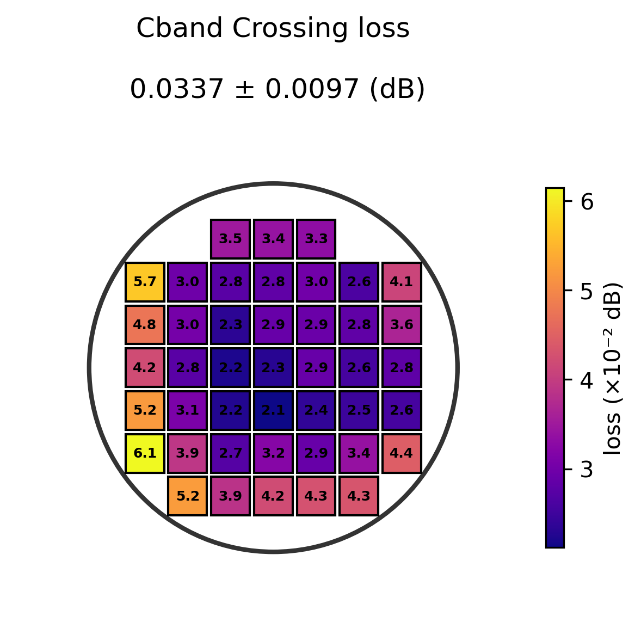 Cband Crossing loss
0.0337 ± 0.0097 (dB)
3.5 3.4 3.3
5.7 3.0 2.8 2.8 3.0 2.6 4.1
4.8 3.0 2.3 2.9 2.9 2.8 3.6
4.2 2.8 2.2 2.3 2.9 2.6 2.8
5.2 3.1 2.2 2.1 2.4 2.5 2.6
6.1 3.9 2.7 3.2 2.9 3.4 4.4
5.2 3.9 4.2 4.3 4.3
6
5
4
3
loss (×10⁻² dB)